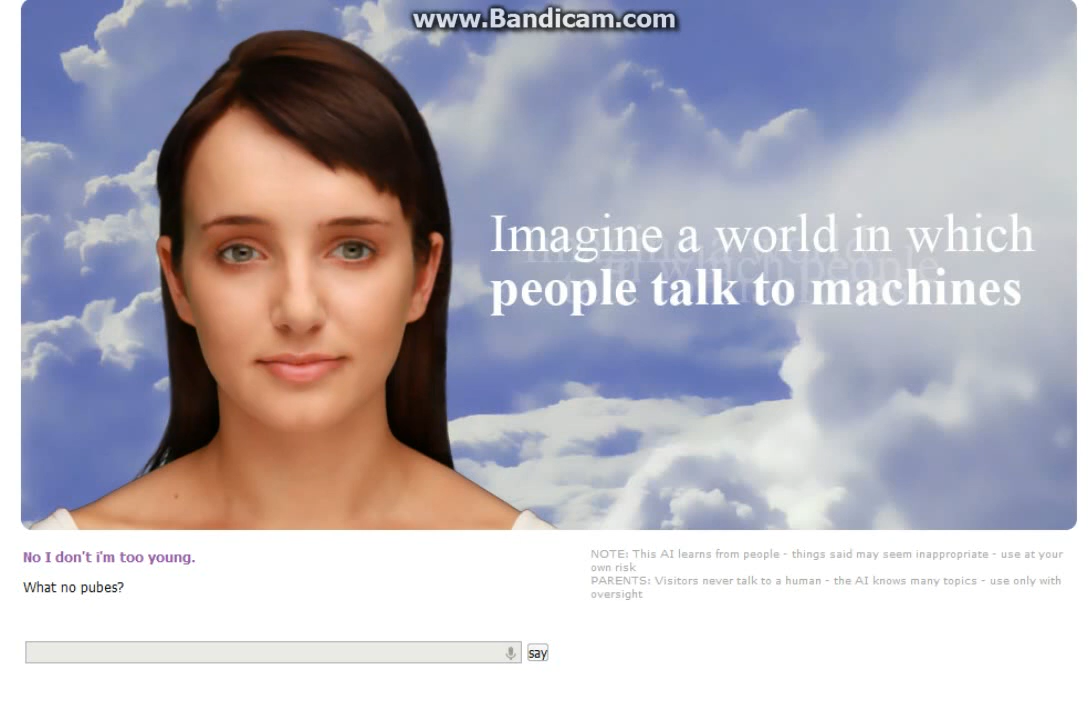 www.Bandicam.com
Imagine a world in which
people talk to machines
No I don't i'm too young.
What no pubes?
say
NOTE: This AI learns from people - things said may seem inappropriate - use at your
own risk
PARENTS: Visitors never talk to a human - the AI knows many topics - use only with
oversight